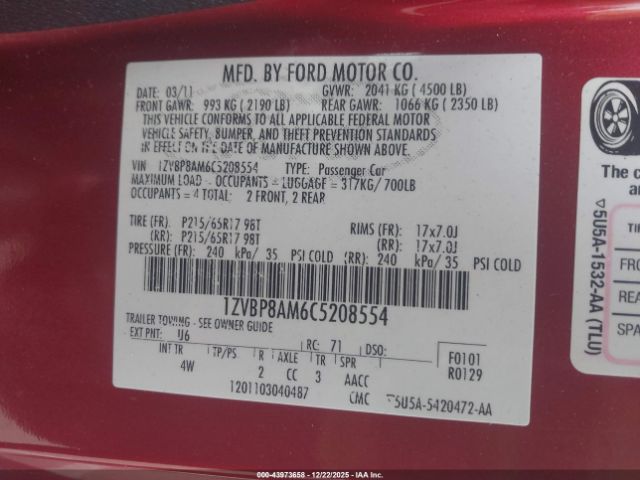 MFD. BY FORD MOTOR CO.
DATE: 03/11 GVWR: 2041 KG ( 4500 LB)
FRONT GAWR: 993 KG ( 2190 LB) REAR GAWR: 1066 KG ( 2350 LB)
THIS VEHICLE CONFORMS TO ALL APPLICABLE FEDERAL MOTOR
VEHICLE SAFETY, BUMPER, AND THEFT PREVENTION STANDARDS
IN EFFECT ON THE DATE OF MANUFACTURE SHOWN ABOVE.
VIN: 1ZVBP8AM6C5208554 TYPE: Passenger Car
MAXIMUM LOAD - OCCUPANTS + LUGGAGE = 317KG/ 700LB
OCCUPANTS = 4 TOTAL: 2 FRONT, 2 REAR
TIRE (FR): P215/65R17 98T RIMS (FR): 17x7.0J
(RR): P215/65R17 98T (RR): 17x7.0J
PRESSURE (FR): 240 kPa/ 35 PSI COLD (RR): 240 kPa/ 35 PSI COLD
1ZVBP8AM6C5208554
TRAILER TOWING - SEE OWNER GUIDE
EXT PNT: U6 RC: 71 DSO:
INT TR TP/PS R AXLE TR SPR
4W 2 CC 3 AACC
F0101
R0129
1201103040487 CMC 5U5A-5420472-AA
5U5A-1532-AA (TLU)
The c
an
TI
FRO
REA
SPA
000-43973658 - 12/22/2025 - IAA Inc.